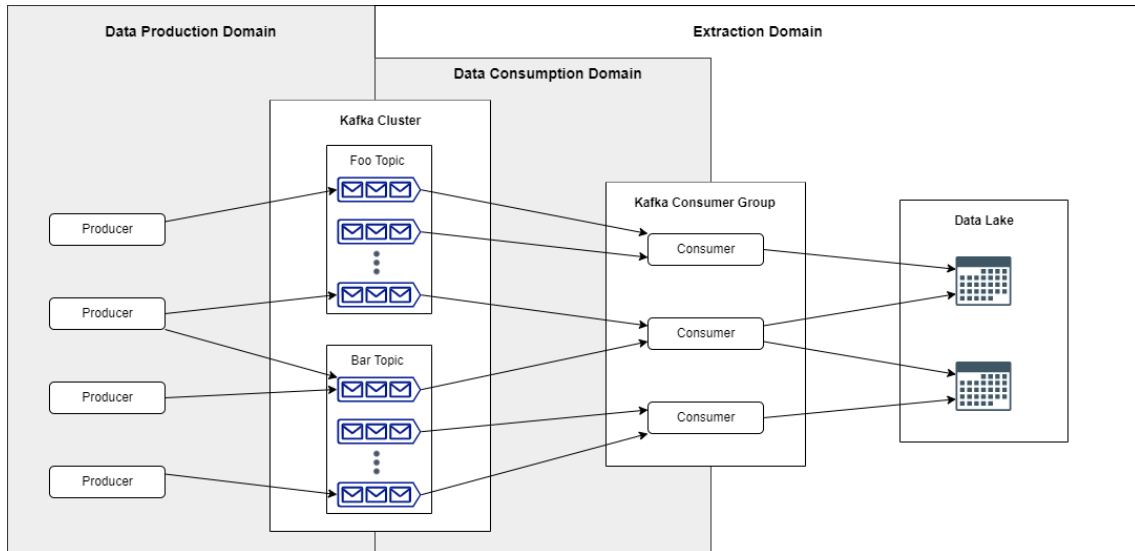 Data Production Domain
Extraction Domain
Data Consumption Domain
Kafka Cluster
Foo Topic
Kafka Consumer Group
Data Lake
Producer
Consumer
Producer
Consumer
Bar Topic
Producer
Consumer
Producer